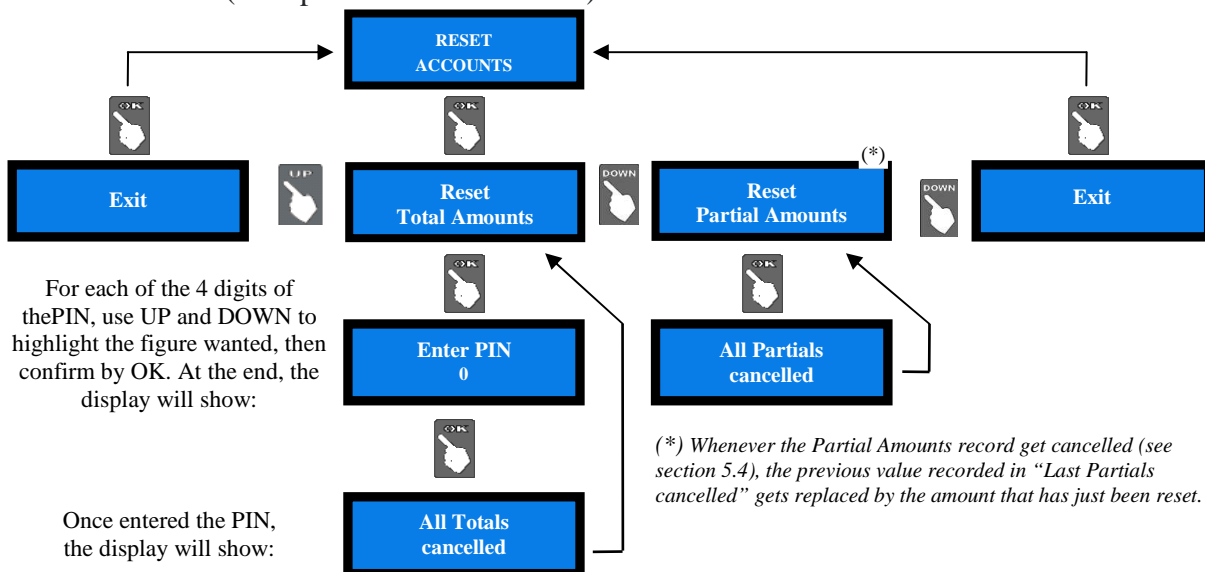 RESET
ACCOUNTS
OK
OK
OK
(*)
Exit
UP
Reset
Total Amounts
DOWN
Reset
Partial Amounts
DOWN
Exit
OK
OK
For each of the 4 digits of
thePIN, use UP and DOWN to
highlight the figure wanted, then
confirm by OK. At the end, the
display will show:
Enter PIN
0
All Partials
cancelled
OK
(*) Whenever the Partial Amounts record get cancelled (see
section 5.4), the previous value recorded in “Last Partials
cancelled” gets replaced by the amount that has just been reset.
Once entered the PIN,
the display will show:
All Totals
cancelled